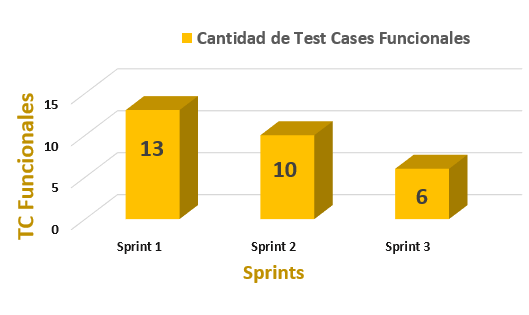 Cantidad de Test Cases Funcionales
TC Funcionales
15
10
5
0
13
10
6
Sprint 1
Sprint 2
Sprint 3
Sprints